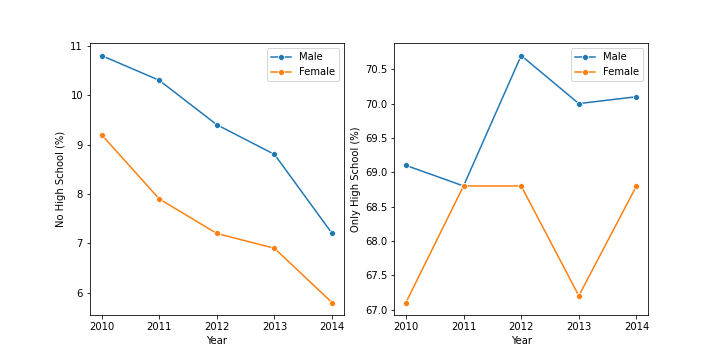 No High School (%)
11
10
9
8
7
6
2010 2011 2012 2013 2014
Year
Male
Female
Only High School (%)
70.5
70.0
69.5
69.0
68.5
68.0
67.5
67.0
2010 2011 2012 2013 2014
Year
Male
Female